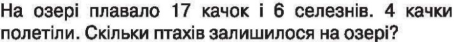 На озері плавало 17 качок і 6 селезнів. 4 качки
полетіли. Скільки птахів залишилося на озері?